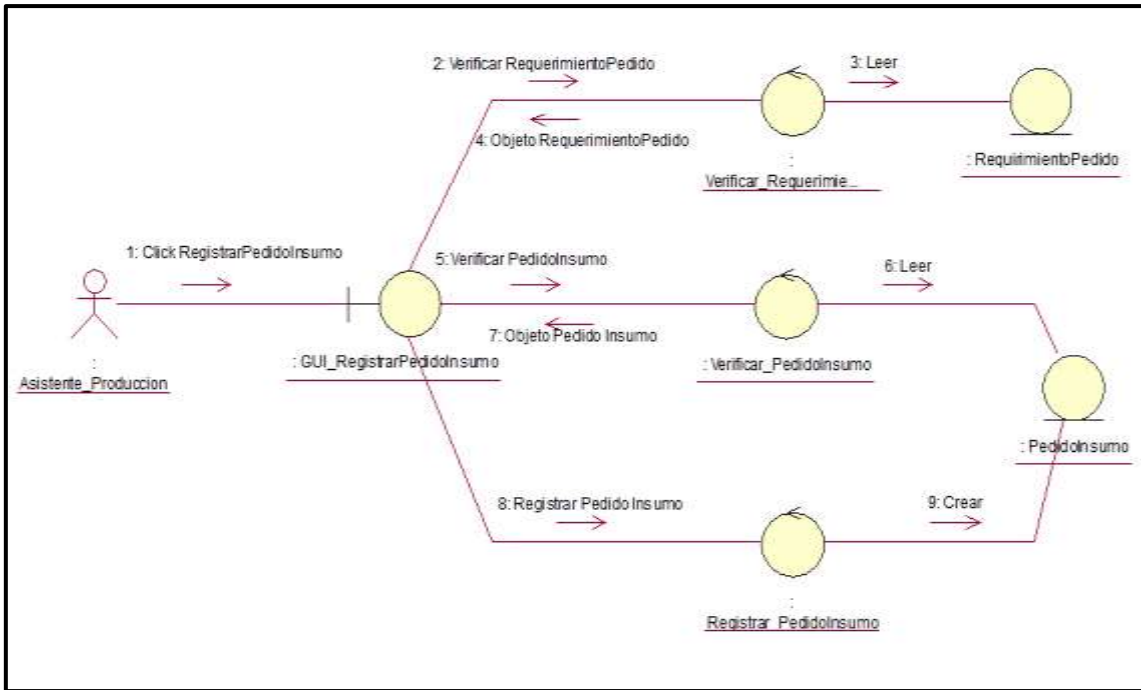 2: Verificar RequerimientoPedido
3: Leer
4: Objeto RequerimientoPedido
:
Verificar_Requerimie...
: RequirimientoPedido
1: Click RegistrarPedidoInsumo
5: Verificar PedidoInsumo
6: Leer
7: Objeto Pedido Insumo
:
Asistente_Produccion
: GUI_RegistrarPedidoInsumo
: Verificar_PedidoInsumo
: PedidoInsumo
8: Registrar Pedido Insumo
9: Crear
:
Registrar_PedidoInsumo